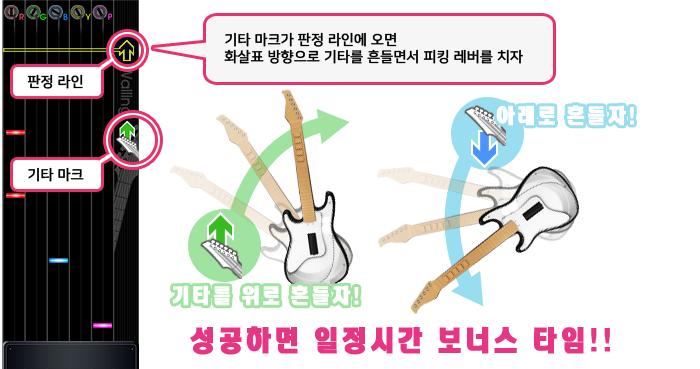 R G B Y P
기타 마크가 판정 라인에 오면
화살표 방향으로 기타를 흔들면서 피킹 레버를 치자
판정 라인
Wailing
기타 마크
아래로 흔들자!
기타를 위로 흔들자!
성공하면 일정시간 보너스 타임!!